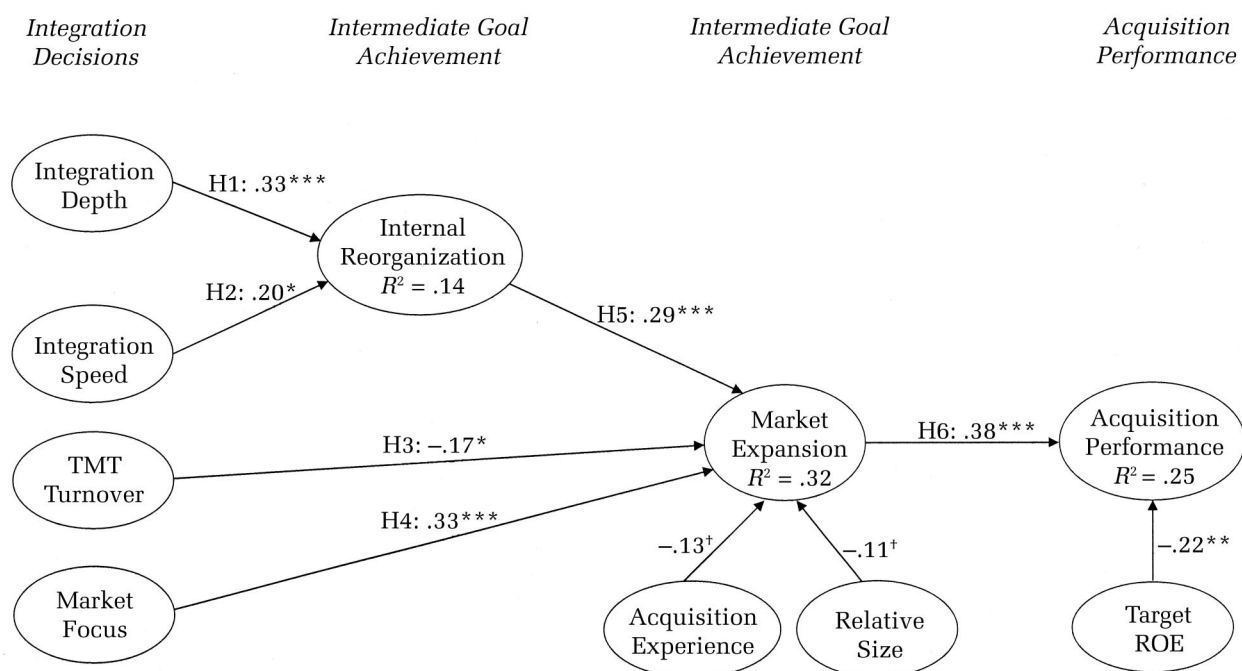 Integration
Decisions
Intermediate Goal
Achievement
Intermediate Goal
Achievement
Acquisition
Performance
Integration
Depth
H1: .33***
Internal
Reorganization
R² = .14
H2: .20*
Integration
Speed
H5: .29***
TMT
Turnover
H3: –.17*
Market
Expansion
R² = .32
H6: .38***
Acquisition
Performance
R² = .25
H4: .33***
Market
Focus
–.13†
–.11†
–.22**
Acquisition
Experience
Relative
Size
Target
ROE